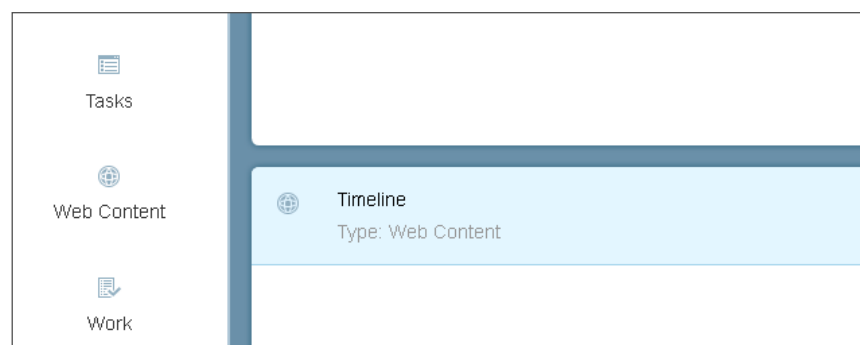 Tasks
Web Content
Work
Timeline
Type: Web Content